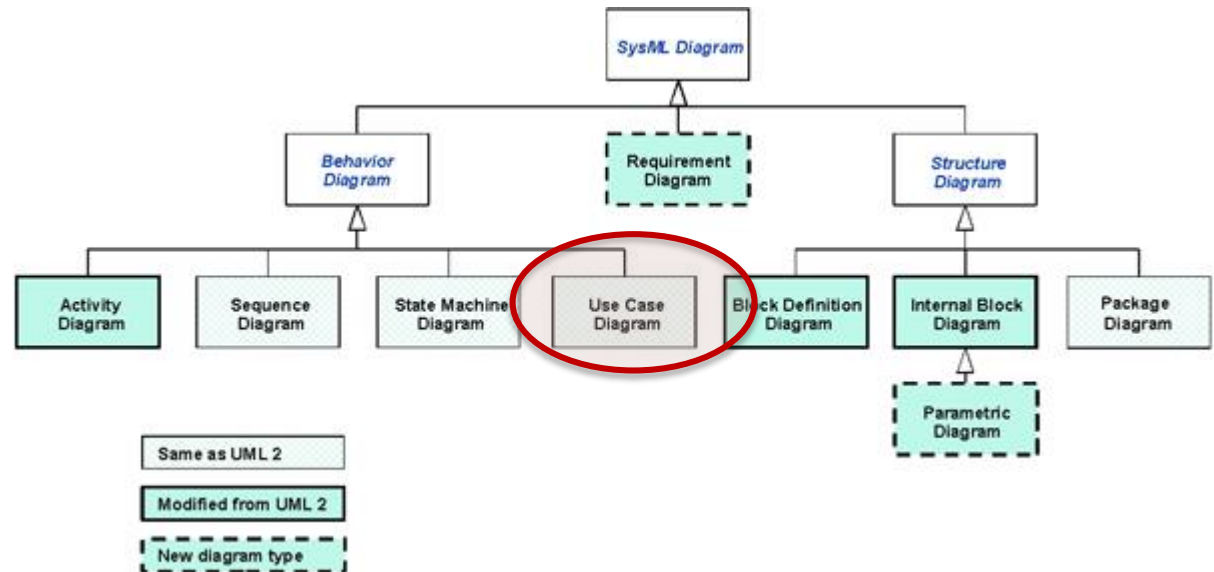 SysML Diagram
Behavior
Diagram
Requirement
Diagram
Structure
Diagram
Activity
Diagram
Sequence
Diagram
State Machine
Diagram
Use Case
Diagram
Block Definition
Diagram
Internal Block
Diagram
Package
Diagram
Parametric
Diagram
Same as UML 2
Modified from UML 2
New diagram type